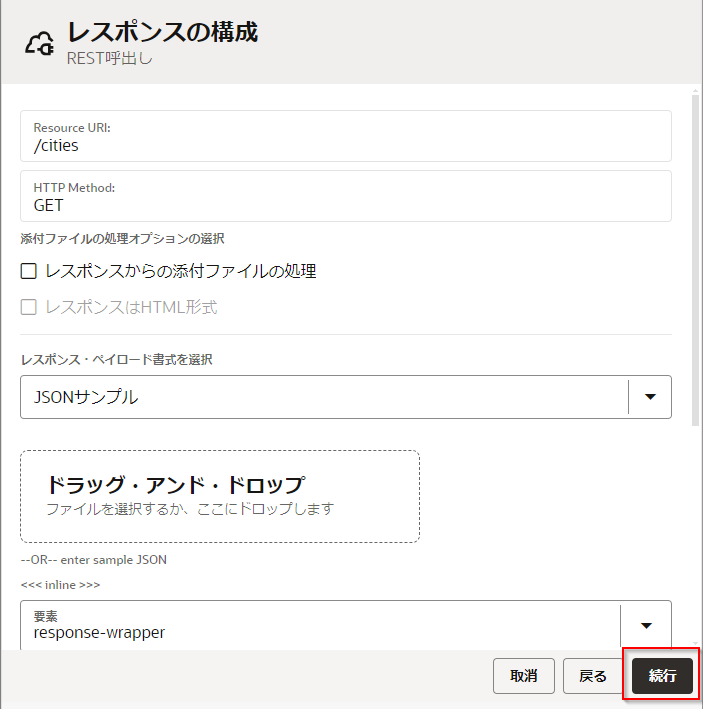 レスポンスの構成
REST呼出し
Resource URI:
/cities
HTTP Method:
GET
添付ファイルの処理オプションの選択
レスポンスからの添付ファイルの処理
レスポンスはHTML形式
レスポンス・ペイロード書式を選択
JSONサンプル
ドラッグ・アンド・ドロップ
ファイルを選択するか、ここにドロップします
--OR-- enter sample JSON
<<< inline >>>
要素
response-wrapper
取消 戻る 続行